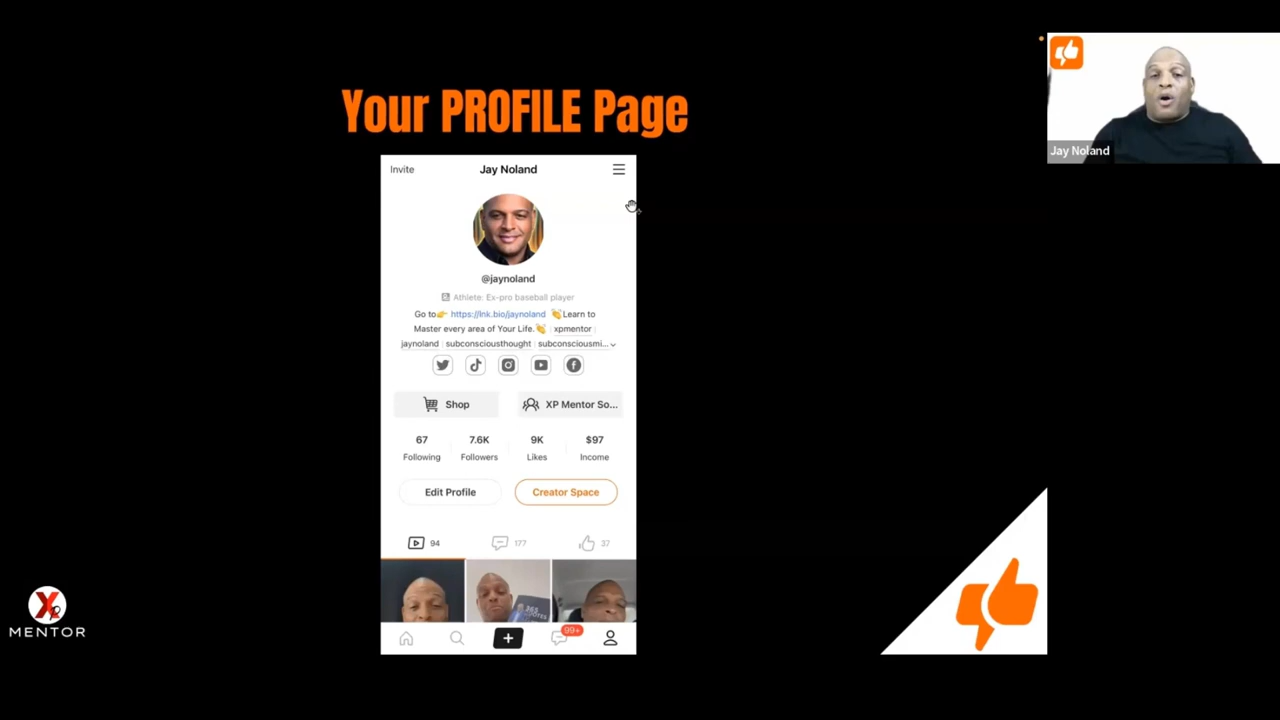 Your PROFILE Page
Jay Noland
Invite
Jay Noland
@jaynoland
Athlete: Ex-pro baseball player
Go to👉 https://lnk.bio/jaynoland 👏Learn to
Master every area of Your Life.👏 | xpmentor |
jaynoland | subconsciousthought | subconsciousmi...
Shop
XP Mentor So...
67
7.6K
9K
$97
Following
Followers
Likes
Income
Edit Profile
Creator Space
94
177
37
365
99+
X
MENTOR